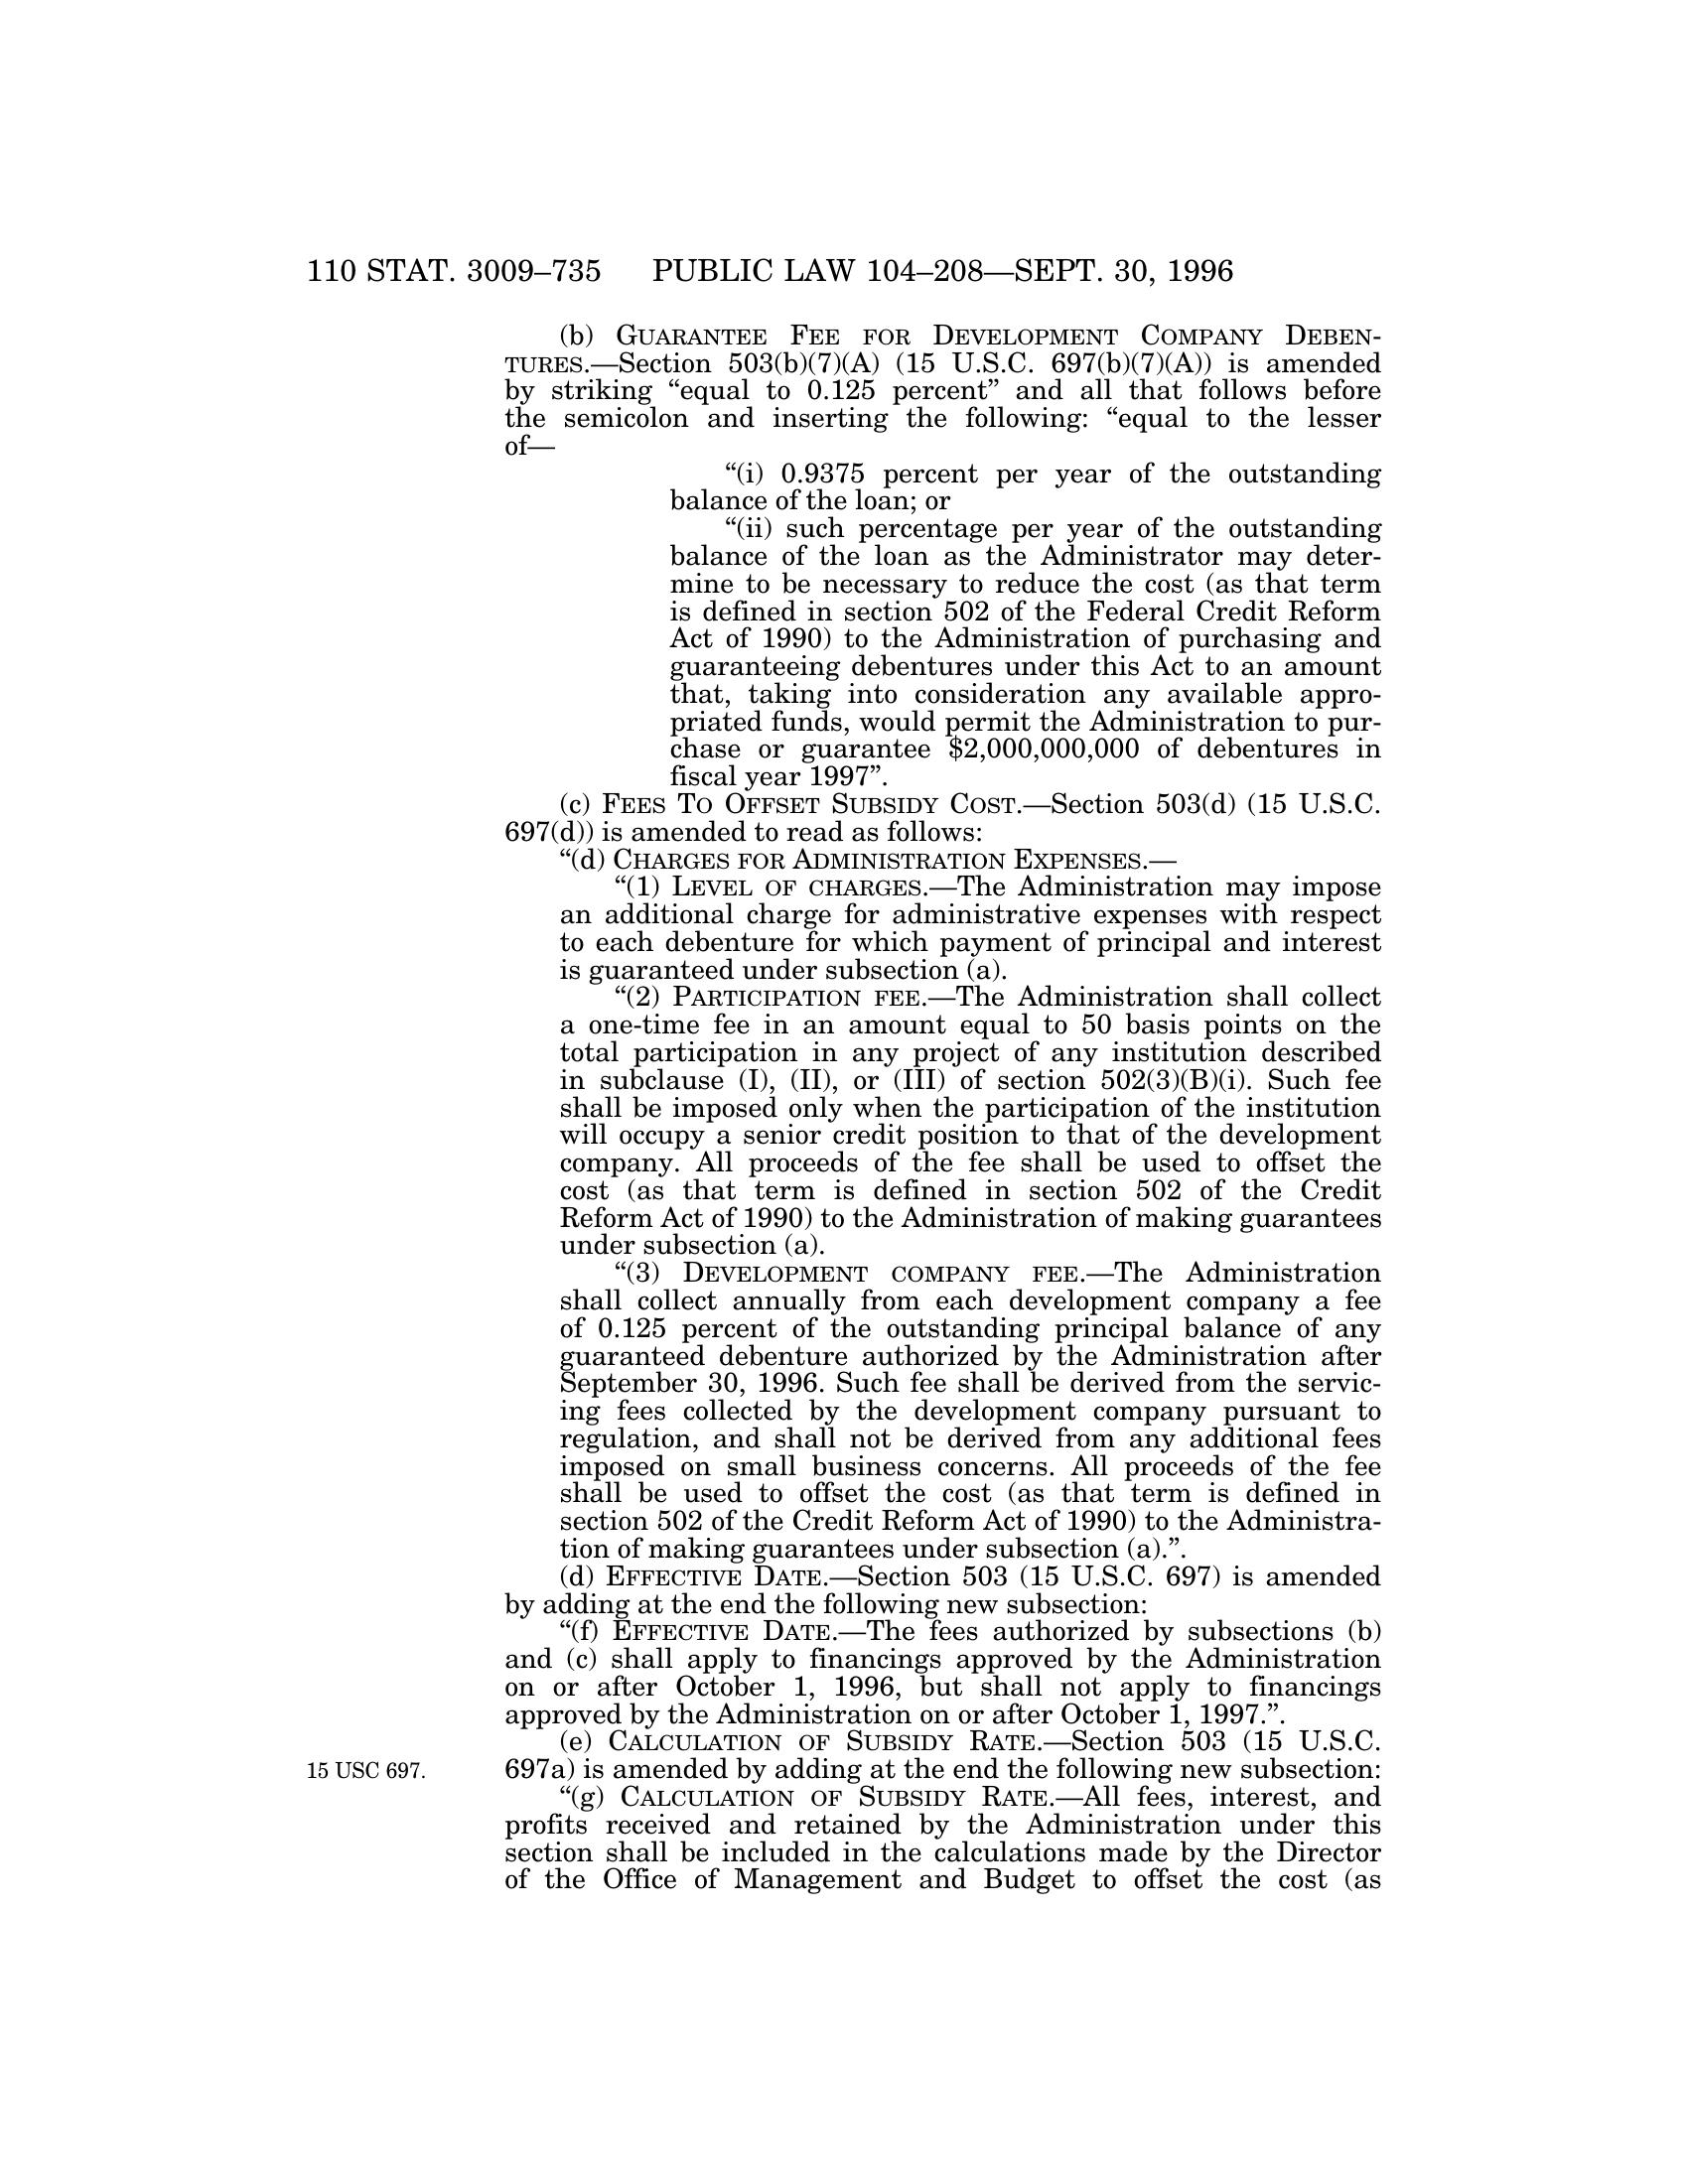 110 STAT. 3009–735 PUBLIC LAW 104–208—SEPT. 30, 1996
(b) GUARANTEE FEE FOR DEVELOPMENT COMPANY DEBEN-
TURES.—Section 503(b)(7)(A) (15 U.S.C. 697(b)(7)(A)) is amended
by striking “equal to 0.125 percent” and all that follows before
the semicolon and inserting the following: “equal to the lesser
of—
“(i) 0.9375 percent per year of the outstanding
balance of the loan; or
“(ii) such percentage per year of the outstanding
balance of the loan as the Administrator may deter-
mine to be necessary to reduce the cost (as that term
is defined in section 502 of the Federal Credit Reform
Act of 1990) to the Administration of purchasing and
guaranteeing debentures under this Act to an amount
that, taking into consideration any available appro-
priated funds, would permit the Administration to pur-
chase or guarantee $2,000,000,000 of debentures in
fiscal year 1997”.
(c) FEES TO OFFSET SUBSIDY COST.—Section 503(d) (15 U.S.C.
697(d)) is amended to read as follows:
“(d) CHARGES FOR ADMINISTRATION EXPENSES.—
“(1) LEVEL OF CHARGES.—The Administration may impose
an additional charge for administrative expenses with respect
to each debenture for which payment of principal and interest
is guaranteed under subsection (a).
“(2) PARTICIPATION FEE.—The Administration shall collect
a one-time fee in an amount equal to 50 basis points on the
total participation in any project of any institution described
in subclause (I), (II), or (III) of section 502(3)(B)(i). Such fee
shall be imposed only when the participation of the institution
will occupy a senior credit position to that of the development
company. All proceeds of the fee shall be used to offset the
cost (as that term is defined in section 502 of the Credit
Reform Act of 1990) to the Administration of making guarantees
under subsection (a).
“(3) DEVELOPMENT COMPANY FEE.—The Administration
shall collect annually from each development company a fee
of 0.125 percent of the outstanding principal balance of any
guaranteed debenture authorized by the Administration after
September 30, 1996. Such fee shall be derived from the servic-
ing fees collected by the development company pursuant to
regulation, and shall not be derived from any additional fees
imposed on small business concerns. All proceeds of the fee
shall be used to offset the cost (as that term is defined in
section 502 of the Credit Reform Act of 1990) to the Administra-
tion of making guarantees under subsection (a).”.
(d) EFFECTIVE DATE.—Section 503 (15 U.S.C. 697) is amended
by adding at the end the following new subsection:
“(f) EFFECTIVE DATE.—The fees authorized by subsections (b)
and (c) shall apply to financings approved by the Administration
on or after October 1, 1996, but shall not apply to financings
approved by the Administration on or after October 1, 1997.”.
(e) CALCULATION OF SUBSIDY RATE.—Section 503 (15 U.S.C.
15 USC 697. 697a) is amended by adding at the end the following new subsection:
“(g) CALCULATION OF SUBSIDY RATE.—All fees, interest, and
profits received and retained by the Administration under this
section shall be included in the calculations made by the Director
of the Office of Management and Budget to offset the cost (as